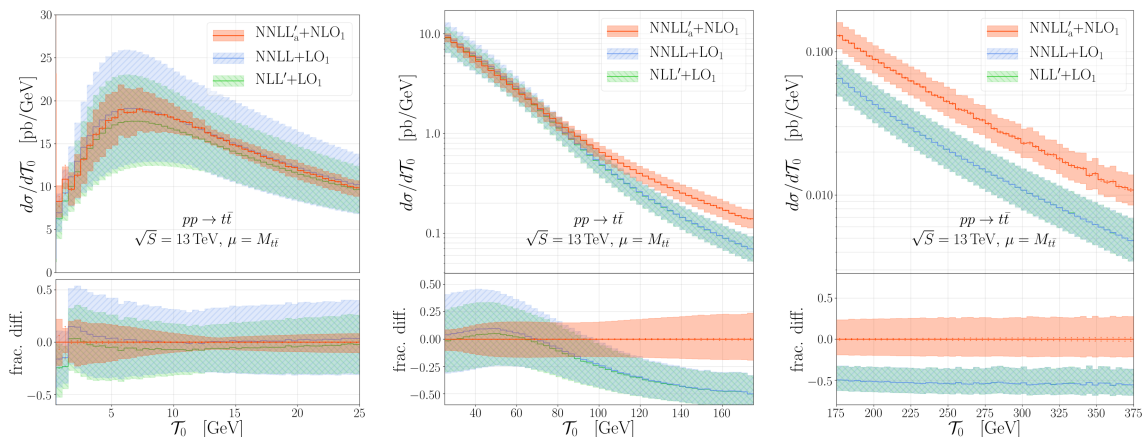 30
25
20
15
10
5
0
dσ/dT₀ [pb/GeV]
NNLL′ₐ+NLO₁
NNLL+LO₁
NLL′+LO₁
pp → tt̄
√S = 13 TeV, μ = M_tt̄
0.5
0.0
−0.5
frac. diff.
5
10
15
20
25
𝒯₀ [GeV]
10.0
1.0
0.1
dσ/d𝒯₀ [pb/GeV]
NNLL′ₐ+NLO₁
NNLL+LO₁
NLL′+LO₁
pp → tt̄
√S = 13 TeV, μ = M_tt̄
0.50
0.25
0.00
−0.25
−0.50
frac. diff.
40
60
80
100
120
140
160
𝒯₀ [GeV]
0.100
0.010
dσ/d𝒯₀ [pb/GeV]
NNLL′ₐ+NLO₁
NNLL+LO₁
NLL′+LO₁
pp → tt̄
√S = 13 TeV, μ = M_tt̄
0.5
0.0
−0.5
frac. diff.
175
200
225
250
275
300
325
350
375
𝒯₀ [GeV]